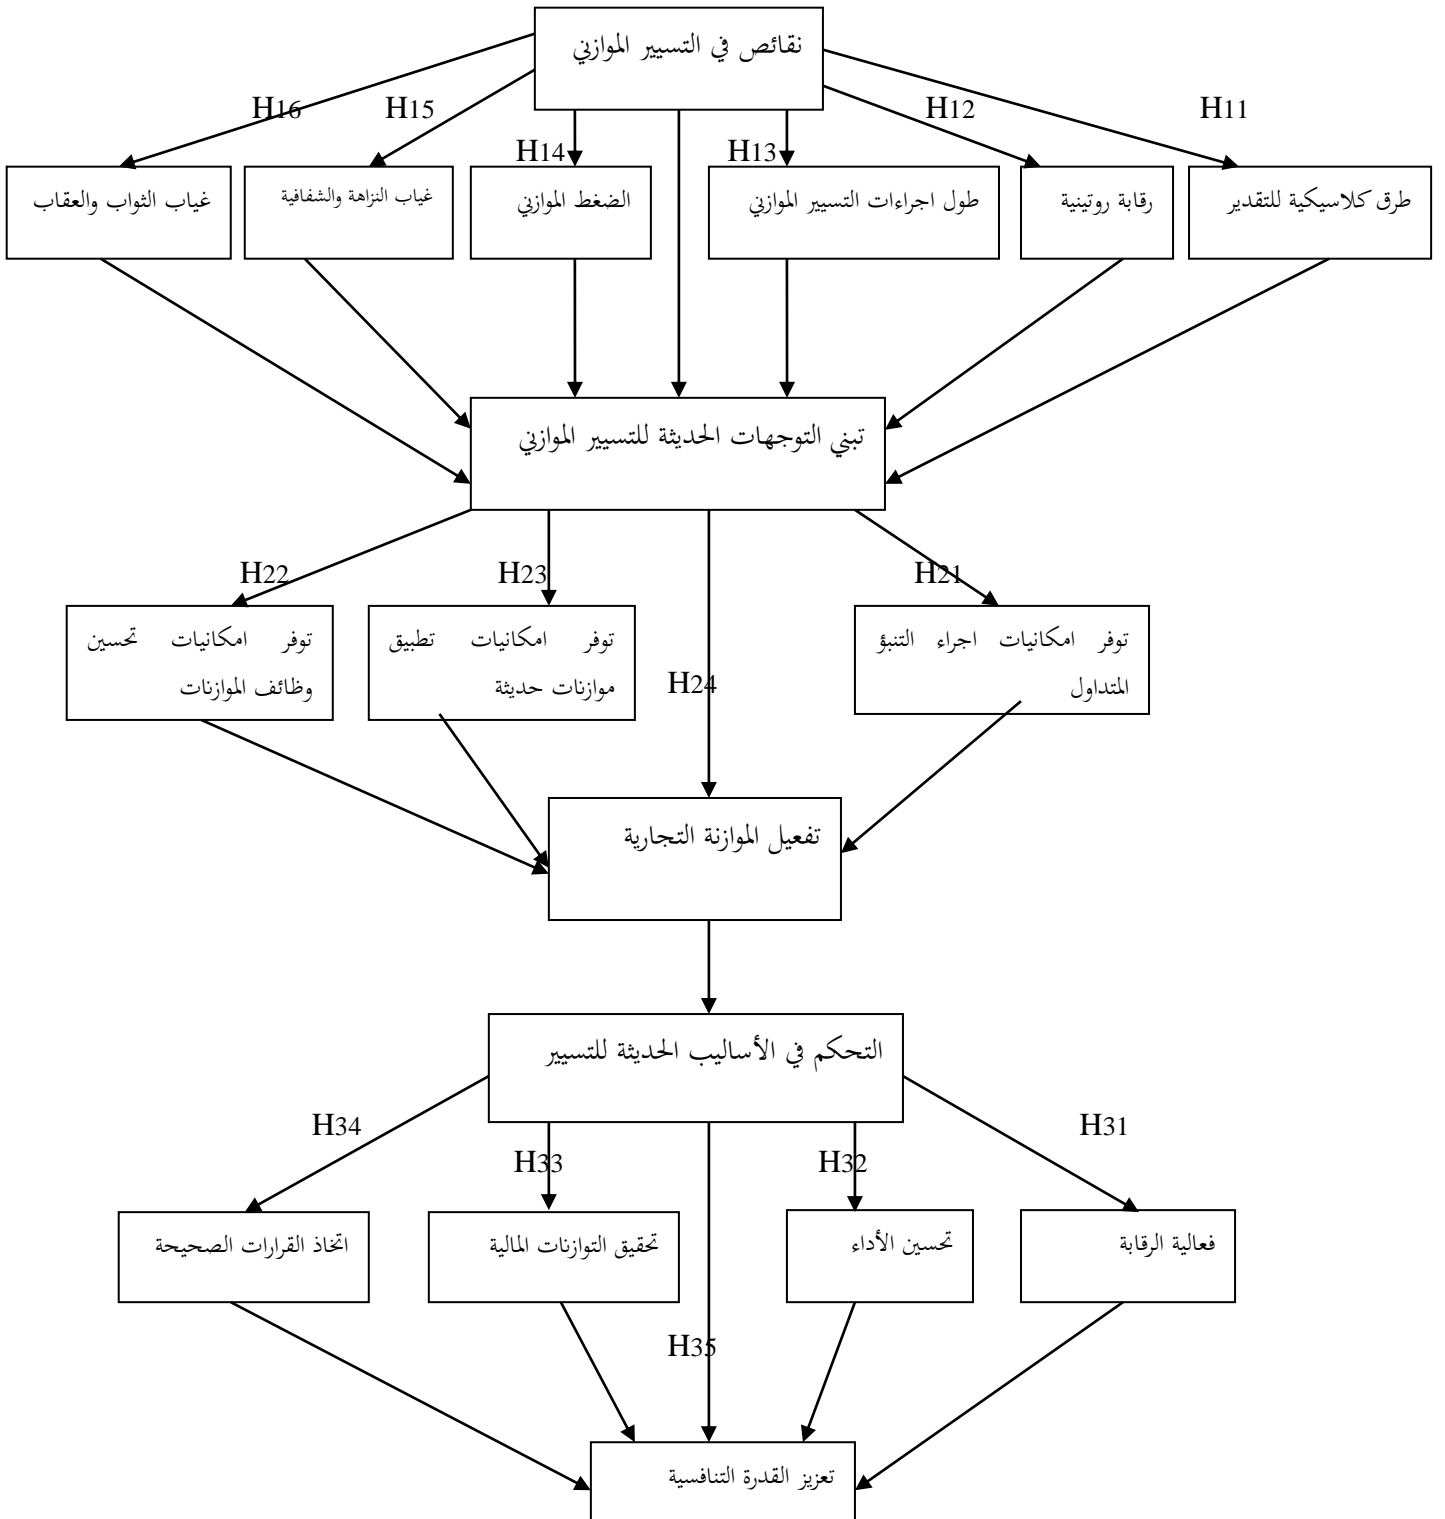 نقائص في التسيير الموازني
H11
H12
H15
H16
H13
H14
طرق كلاسيكية للتقدير
رقابة روتينية
طول اجراءات التسيير الموازني
الضغط الموازني
غياب النزاهة والشفافية
غياب الثواب والعقاب
تبني التوجهات الحديثة للتسيير الموازني
H21
H23
H22
توفر امكانيات اجراء التنبؤ
المتداول
توفر امكانيات تطبيق
موازنات حديثة
توفر امكانيات تحسين
وظائف الموازنات
H24
تفعيل الموازنة التجارية
التحكم في الأساليب الحديثة للتسيير
H31
H34
H32
H33
فعالية الرقابة
تحسين الأداء
تحقيق التوازنات المالية
اتخاذ القرارات الصحيحة
H35
تعزيز القدرة التنافسية